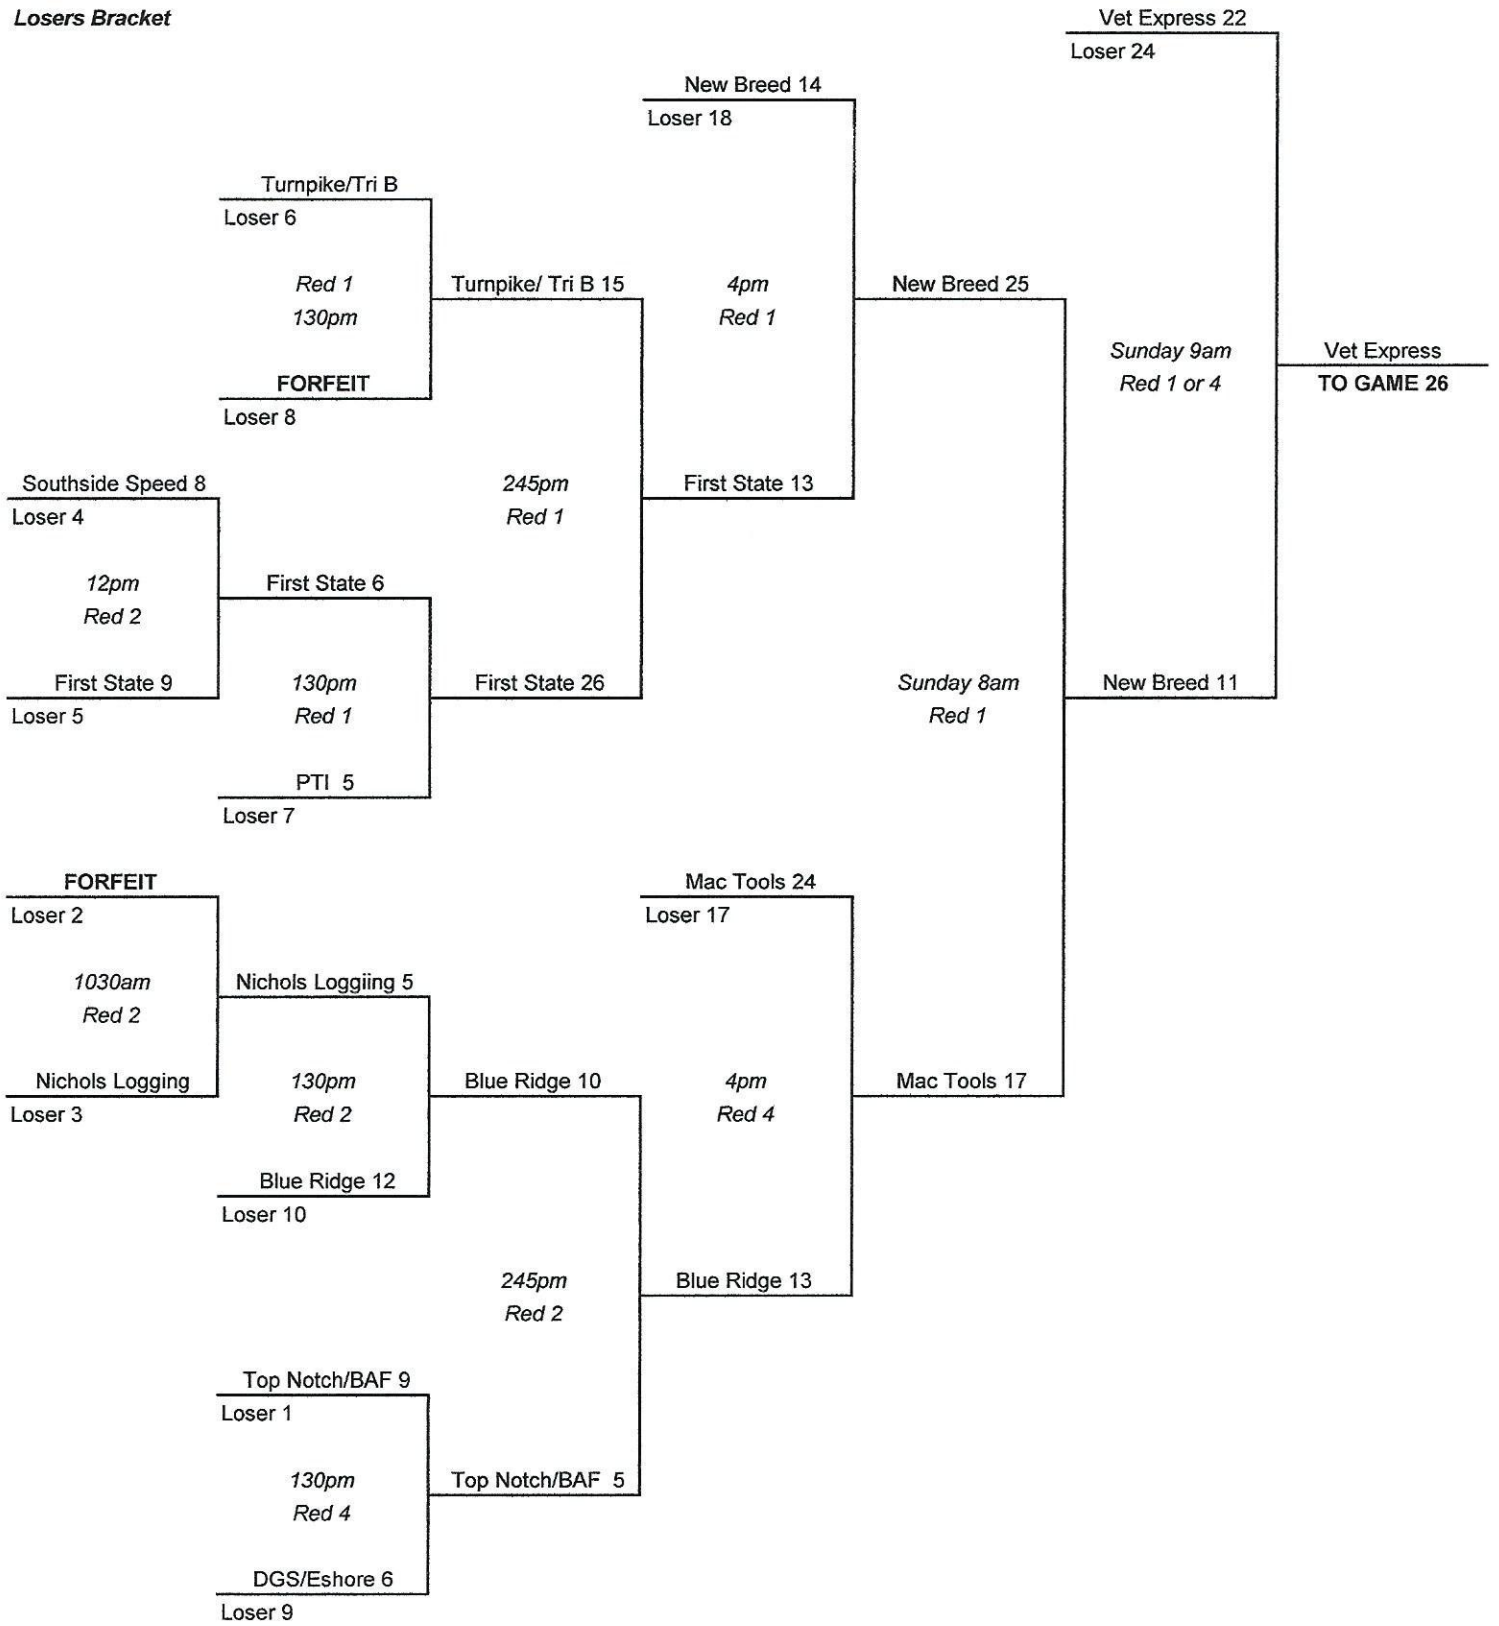 Losers Bracket
Vet Express 22
Loser 24
New Breed 14
Loser 18
Turnpike/Tri B
Loser 6
Red 1
130pm
Turnpike/ Tri B 15
4pm
Red 1
New Breed 25
Sunday 9am
Red 1 or 4
Vet Express
TO GAME 26
FORFEIT
Loser 8
Southside Speed 8
Loser 4
245pm
Red 1
First State 13
12pm
Red 2
First State 6
First State 9
Loser 5
130pm
Red 1
First State 26
Sunday 8am
Red 1
New Breed 11
PTI 5
Loser 7
FORFEIT
Loser 2
Mac Tools 24
Loser 17
1030am
Red 2
Nichols Loggiing 5
Nichols Logging
Loser 3
130pm
Red 2
Blue Ridge 10
4pm
Red 4
Mac Tools 17
Blue Ridge 12
Loser 10
245pm
Red 2
Blue Ridge 13
Top Notch/BAF 9
Loser 1
130pm
Red 4
Top Notch/BAF 5
DGS/Eshore 6
Loser 9